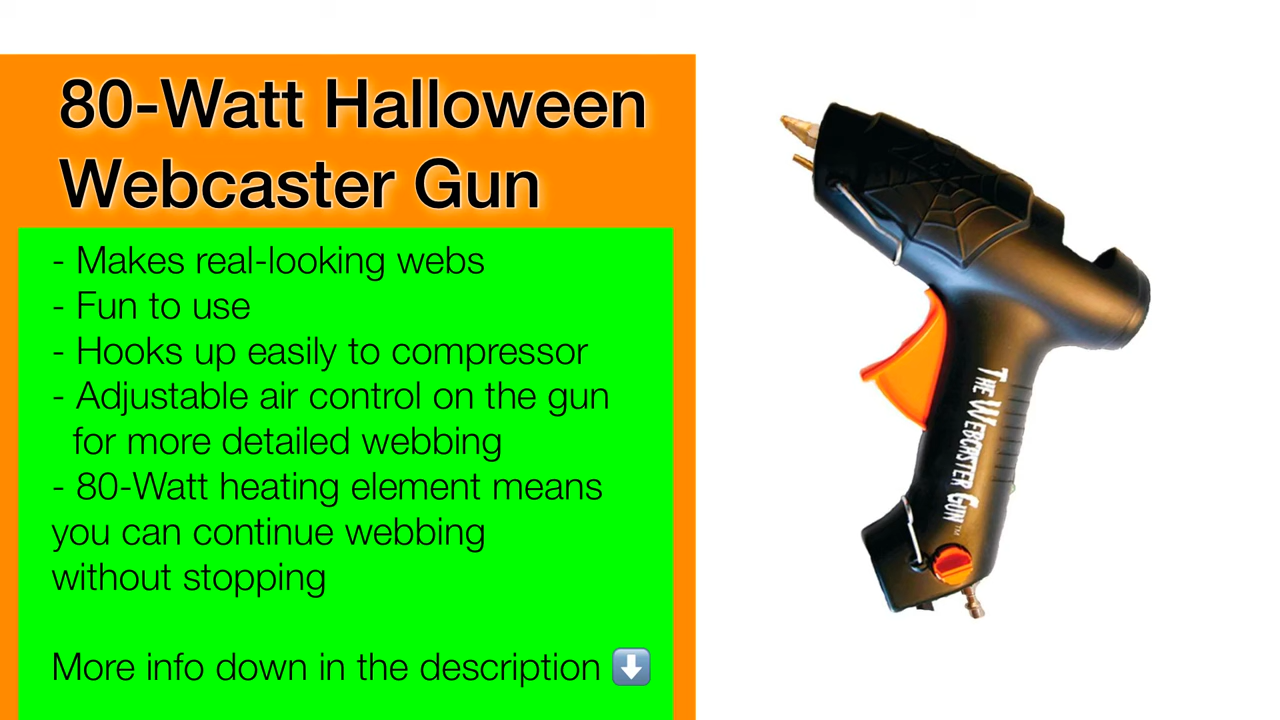 80-Watt Halloween
Webcaster Gun
- Makes real-looking webs
- Fun to use
- Hooks up easily to compressor
- Adjustable air control on the gun
for more detailed webbing
- 80-Watt heating element means
you can continue webbing
without stopping
More info down in the description ⬇️
THE WEBCASTER GUN™